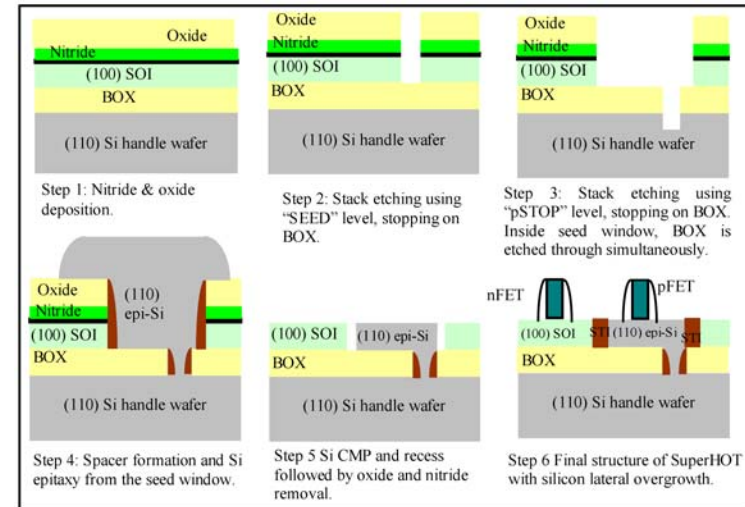 Oxide
Nitride
(100) SOI
BOX
(110) Si handle wafer
Step 1: Nitride & oxide
deposition.
Oxide
Nitride
(100) SOI
BOX
(110) Si handle wafer
Step 2: Stack etching using
“SEED” level, stopping on
BOX.
Oxide
Nitride
(100) SOI
BOX
(110) Si handle wafer
Step 3: Stack etching using
“pSTOP” level, stopping on BOX.
Inside seed window, BOX is
etched through simultaneously.
(110)
epi-Si
Oxide
Nitride
(100) SOI
BOX
(110) Si handle wafer
Step 4: Spacer formation and Si
epitaxy from the seed window.
(100) SOI
(110) epi-Si
BOX
(110) Si handle wafer
Step 5 Si CMP and recess
followed by oxide and nitride
removal.
nFET
pFET
(100) SOI
STI
(110) epi-Si
STI
BOX
(110) Si handle wafer
Step 6 Final structure of SuperHOT
with silicon lateral overgrowth.